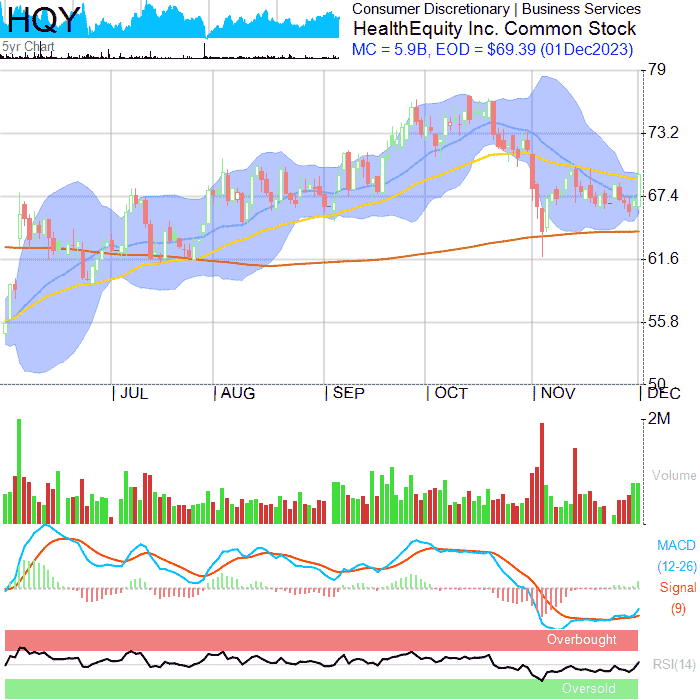 HQY
5yr Chart
Consumer Discretionary | Business Services
HealthEquity Inc. Common Stock
MC = 5.9B, EOD = $69.39 (01Dec2023)
79
73.2
67.4
61.6
55.8
50
JUL
AUG
SEP
OCT
NOV
DEC
2M
Volume
MACD
(12-26)
Signal
(9)
Overbought
RSI(14)
Oversold